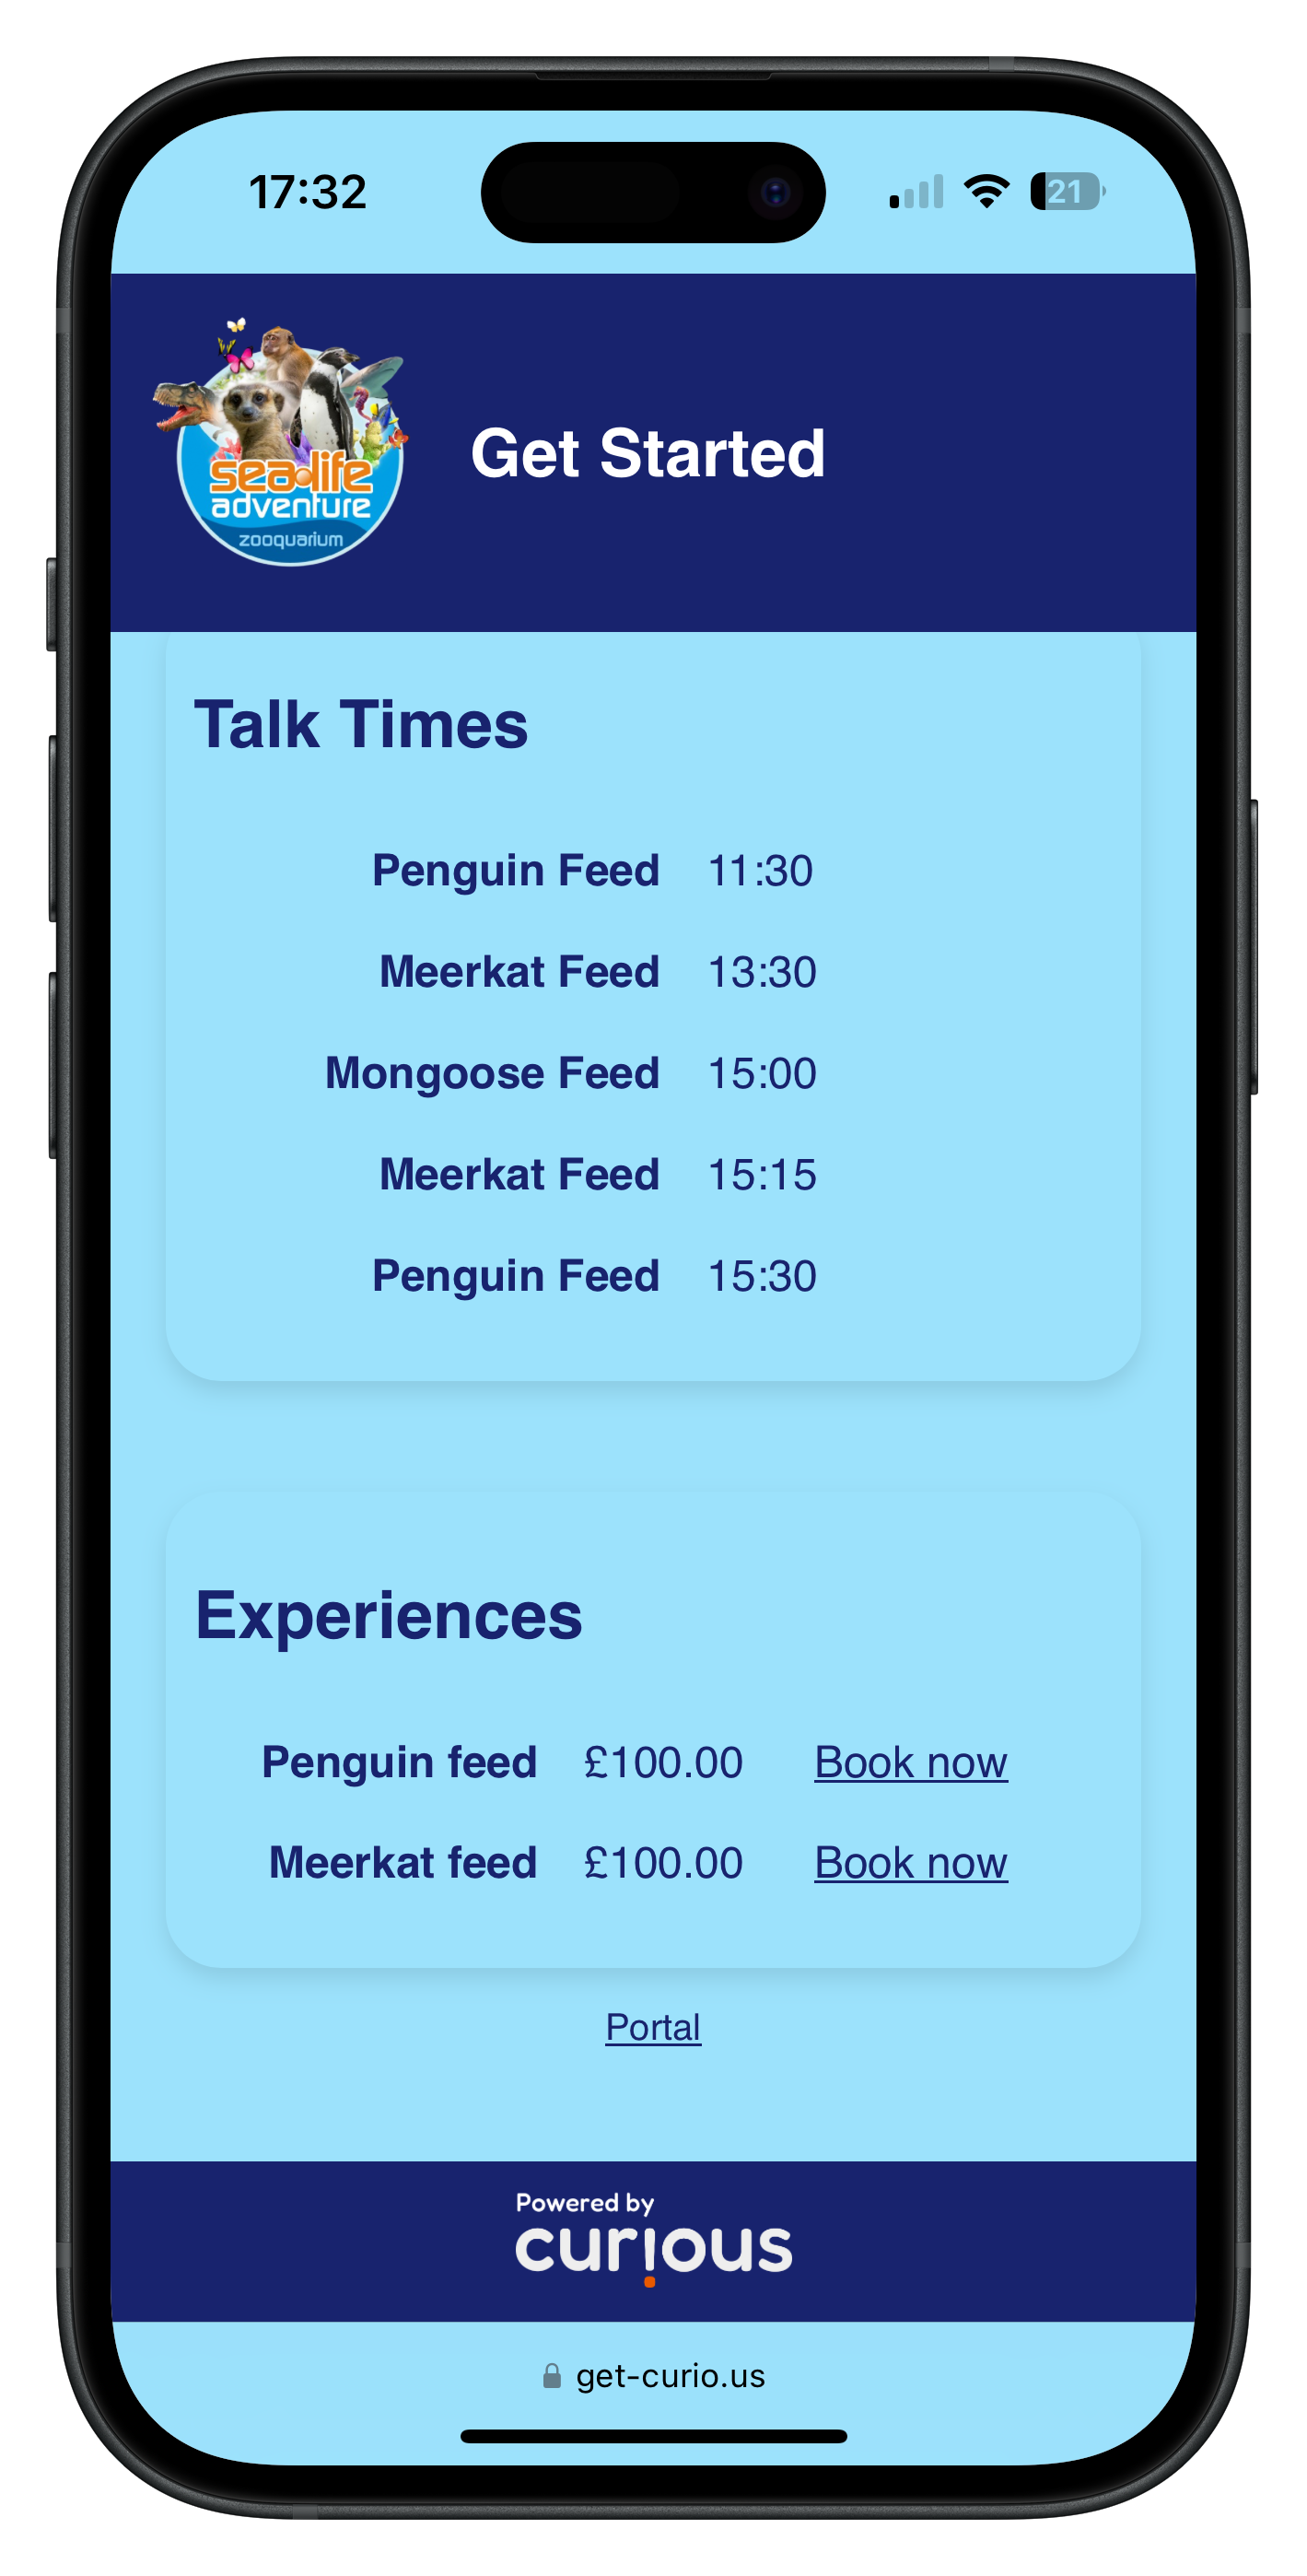 17:32
21
sea life
adventure
zooquarium
Get Started
Talk Times
Penguin Feed 11:30
Meerkat Feed 13:30
Mongoose Feed 15:00
Meerkat Feed 15:15
Penguin Feed 15:30
Experiences
Penguin feed £100.00 Book now
Meerkat feed £100.00 Book now
Portal
Powered by
curious
get-curio.us